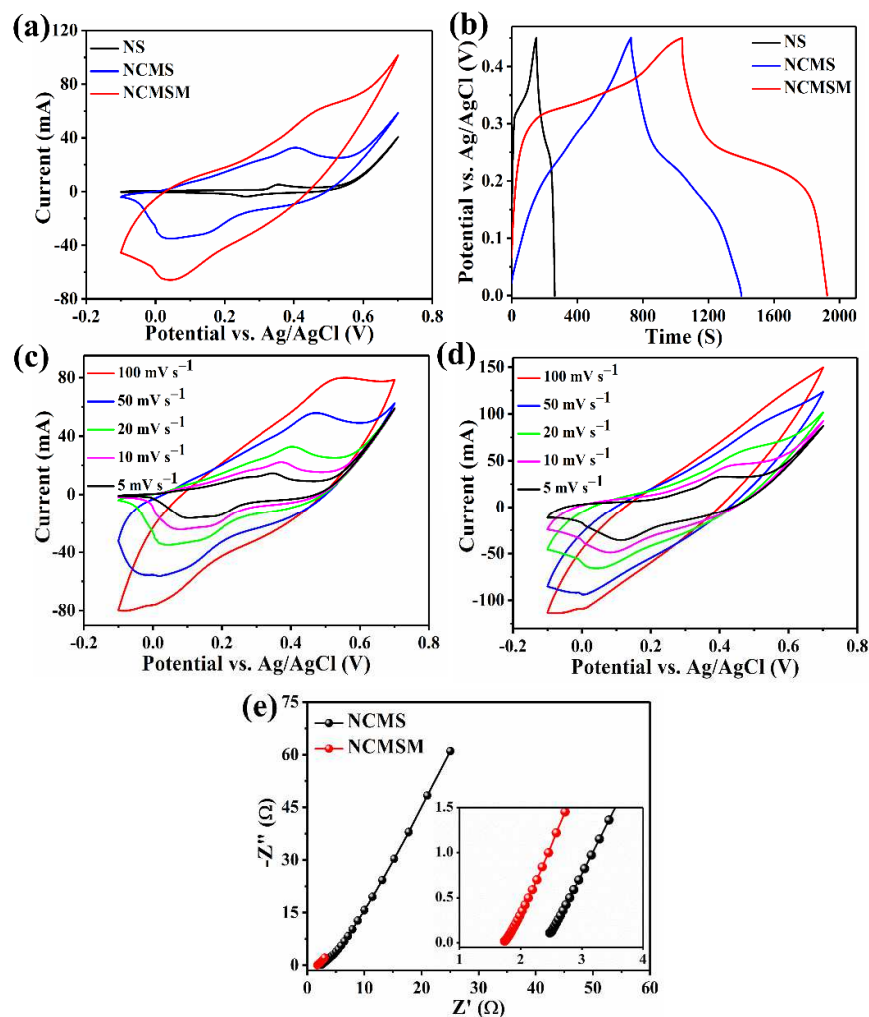 (a)
NS
NCMS
NCMSM
120
80
40
0
-40
-80
Current (mA)
-0.2 0.0 0.2 0.4 0.6 0.8
Potential vs. Ag/AgCl (V)
(b)
NS
NCMS
NCMSM
0.4
0.3
0.2
0.1
0.0
Potential vs. Ag/AgCl (V)
0 400 800 1200 1600 2000
Time (S)
(c)
100 mV s⁻¹
50 mV s⁻¹
20 mV s⁻¹
10 mV s⁻¹
5 mV s⁻¹
80
40
0
-40
-80
Current (mA)
-0.2 0.0 0.2 0.4 0.6 0.8
Potential vs. Ag/AgCl (V)
(d)
100 mV s⁻¹
50 mV s⁻¹
20 mV s⁻¹
10 mV s⁻¹
5 mV s⁻¹
150
100
50
0
-50
-100
Current (mA)
-0.2 0.0 0.2 0.4 0.6 0.8
Potential vs. Ag/AgCl (V)
(e)
NCMS
NCMSM
75
60
45
30
15
0
-Z'' (Ω)
0 10 20 30 40 50 60
Z' (Ω)
1.5
1.0
0.5
0.0
1 2 3 4